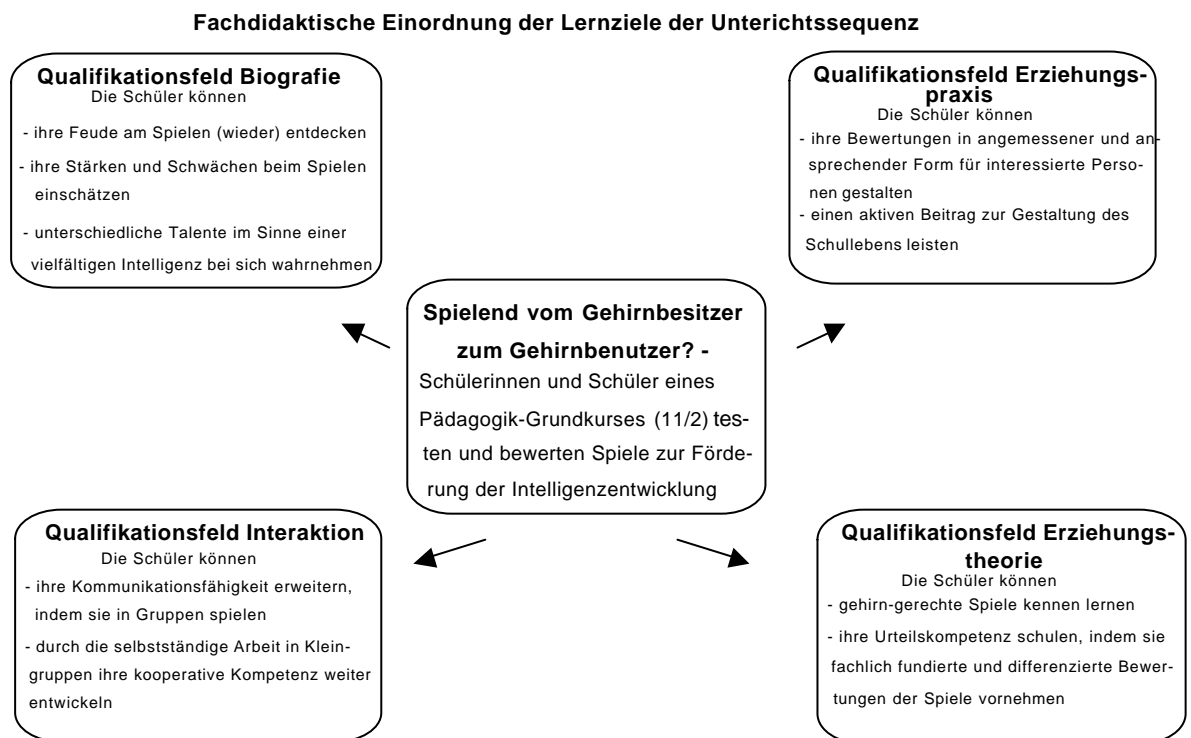 Fachdidaktische Einordnung der Lernziele der Unterichtssequenz
Qualifikationsfeld Biografie
Die Schüler können
- ihre Feude am Spielen (wieder) entdecken
- ihre Stärken und Schwächen beim Spielen
einschätzen
- unterschiedliche Talente im Sinne einer
vielfältigen Intelligenz bei sich wahrnehmen
Qualifikationsfeld Erziehungs-
praxis
Die Schüler können
- ihre Bewertungen in angemessener und an-
sprechender Form für interessierte Perso-
nen gestalten
- einen aktiven Beitrag zur Gestaltung des
Schullebens leisten
Spielend vom Gehirnbesitzer
zum Gehirnbenutzer? -
Schülerinnen und Schüler eines
Pädagogik-Grundkurses (11/2) tes-
ten und bewerten Spiele zur Förde-
rung der Intelligenzentwicklung
Qualifikationsfeld Interaktion
Die Schüler können
- ihre Kommunikationsfähigkeit erweitern,
indem sie in Gruppen spielen
- durch die selbstständige Arbeit in Klein-
gruppen ihre kooperative Kompetenz weiter
entwickeln
Qualifikationsfeld Erziehungs-
theorie
Die Schüler können
- gehirn-gerechte Spiele kennen lernen
- ihre Urteilskompetenz schulen, indem sie
fachlich fundierte und differenzierte Bewer-
tungen der Spiele vornehmen